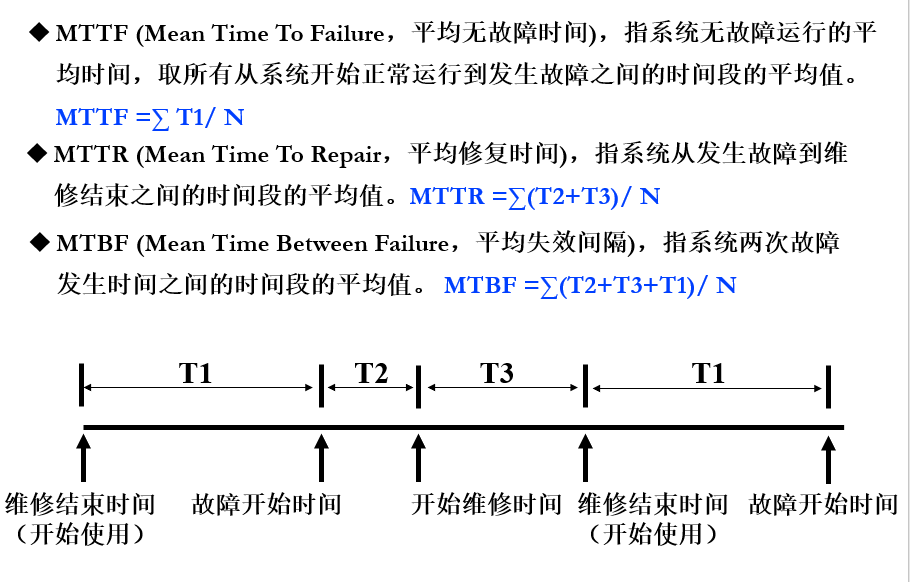 ◆ MTTF (Mean Time To Failure，平均无故障时间)，指系统无故障运行的平
均时间，取所有从系统开始正常运行到发生故障之间的时间段的平均值。
MTTF =∑ T1/ N
◆ MTTR (Mean Time To Repair，平均修复时间)，指系统从发生故障到维
修结束之间的时间段的平均值。MTTR =∑(T2+T3)/ N
◆ MTBF (Mean Time Between Failure，平均失效间隔)，指系统两次故障
发生时间之间的时间段的平均值。 MTBF =∑(T2+T3+T1)/ N
T1 T2 T3 T1
维修结束时间 故障开始时间 开始维修时间 维修结束时间 故障开始时间
（开始使用） （开始使用）